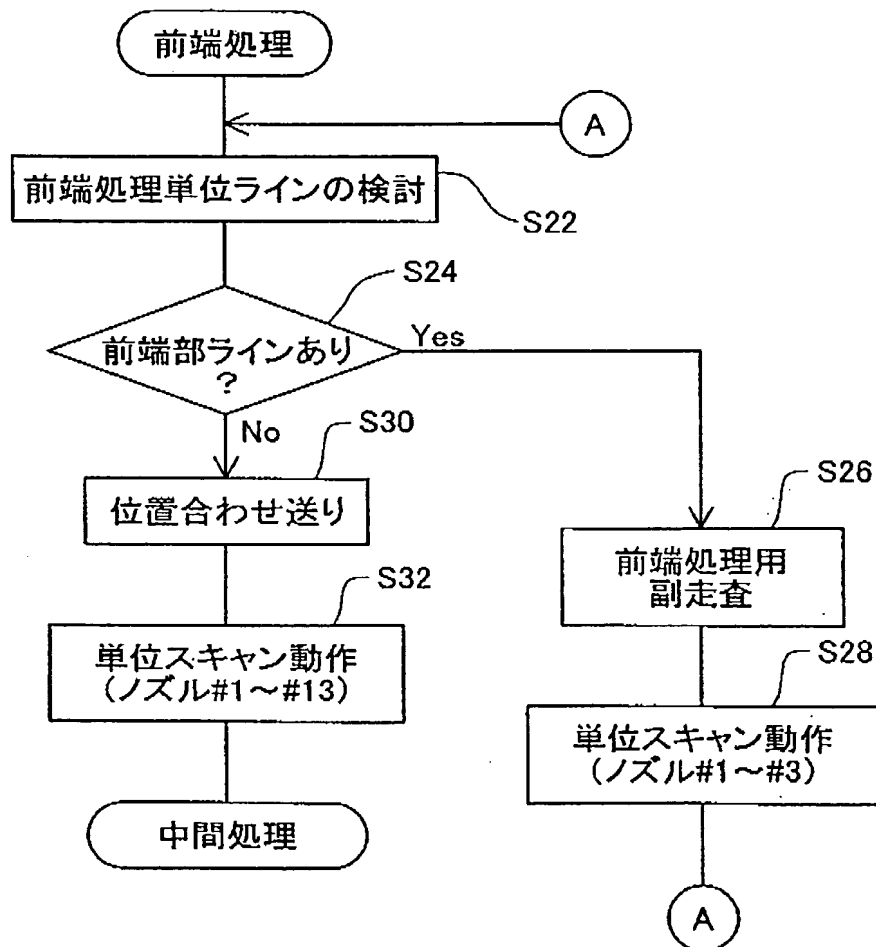 前端処理
A
前端処理単位ラインの検討
S22
S24
前端部ラインあり
?
Yes
No
S30
位置合わせ送り
S26
前端処理用
副走査
S32
単位スキャン動作
(ノズル#1~#13)
S28
単位スキャン動作
(ノズル#1~#3)
中間処理
A